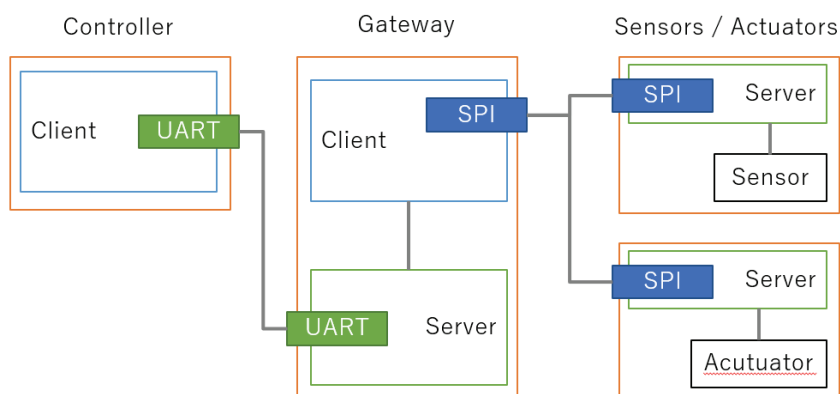 Controller
Gateway
Sensors / Actuators
Client
UART
Client
SPI
UART
Server
SPI
Server
Sensor
SPI
Server
Acutuator